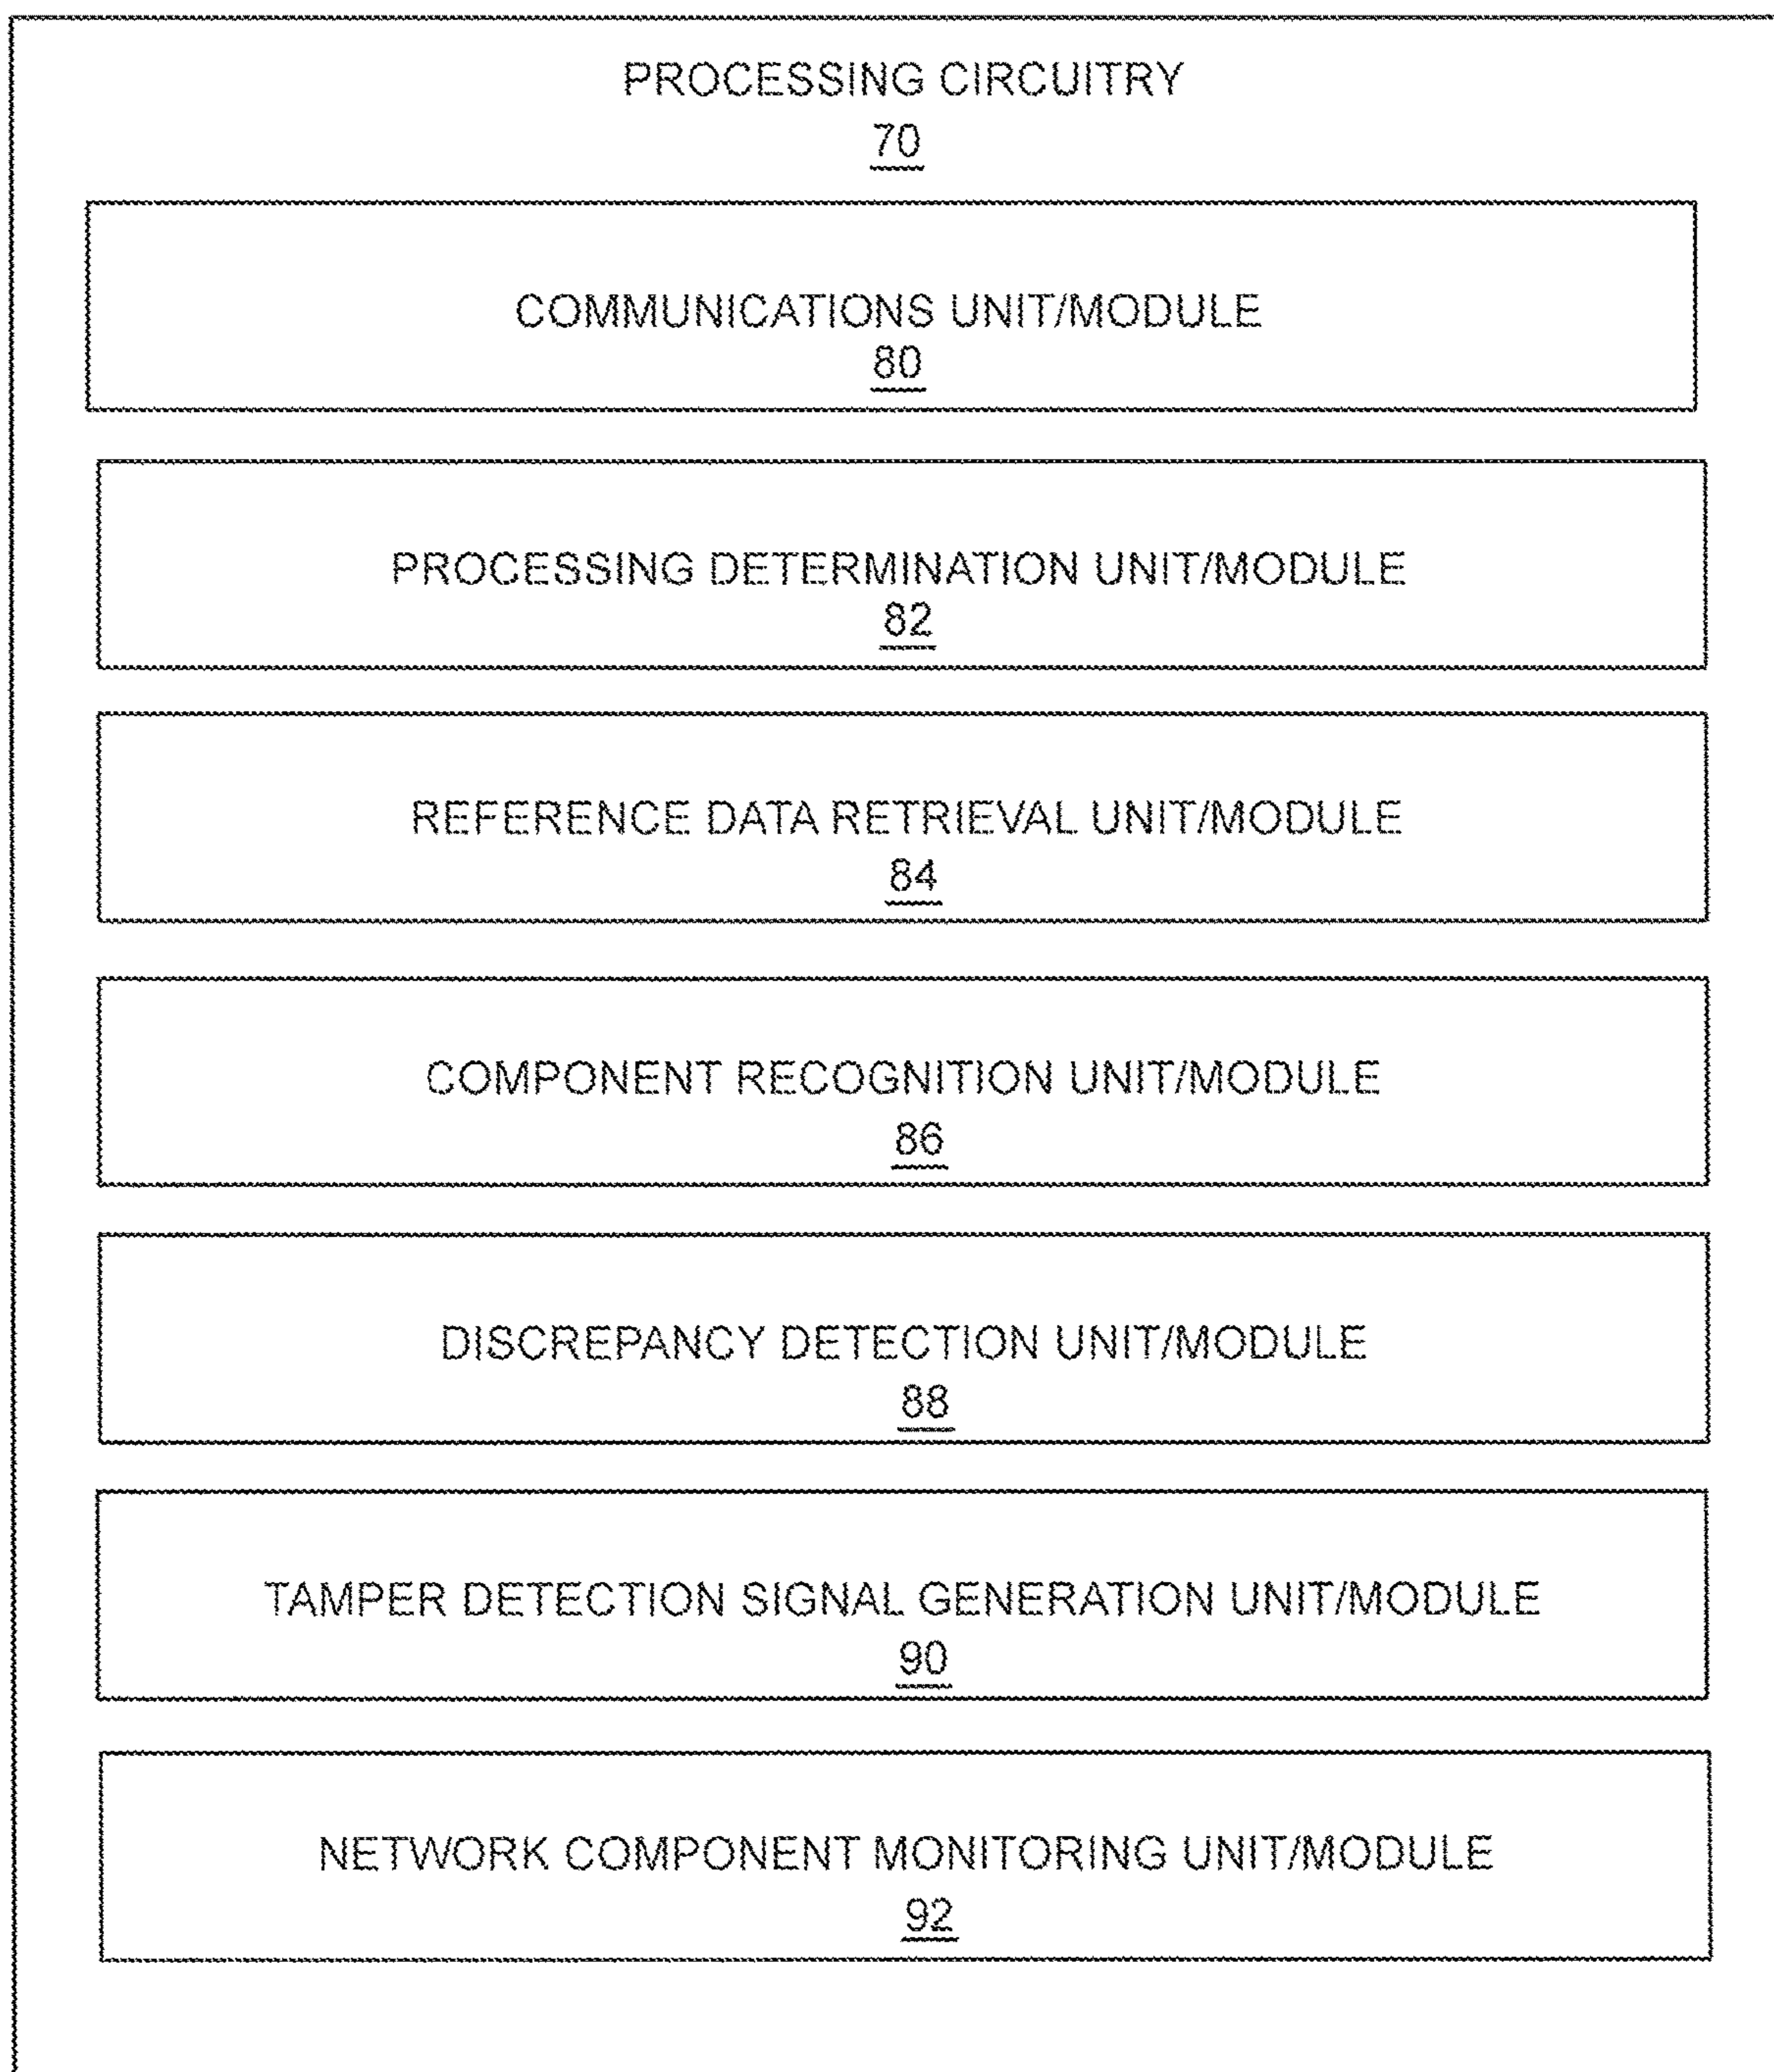 PROCESSING CIRCUITRY
70
COMMUNICATIONS UNIT/MODULE
80
PROCESSING DETERMINATION UNIT/MODULE
82
REFERENCE DATA RETRIEVAL UNIT/MODULE
84
COMPONENT RECOGNITION UNIT/MODULE
86
DISCREPANCY DETECTION UNIT/MODULE
88
TAMPER DETECTION SIGNAL GENERATION UNIT/MODULE
90
NETWORK COMPONENT MONITORING UNIT/MODULE
92